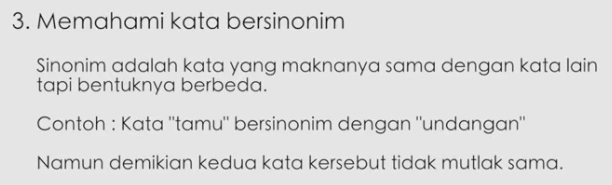 3. Memahami kata bersinonim
Sinonim adalah kata yang maknanya sama dengan kata lain
tapi bentuknya berbeda.
Contoh : Kata "tamu" bersinonim dengan "undangan"
Namun demikian kedua kata kersebut tidak mutlak sama.